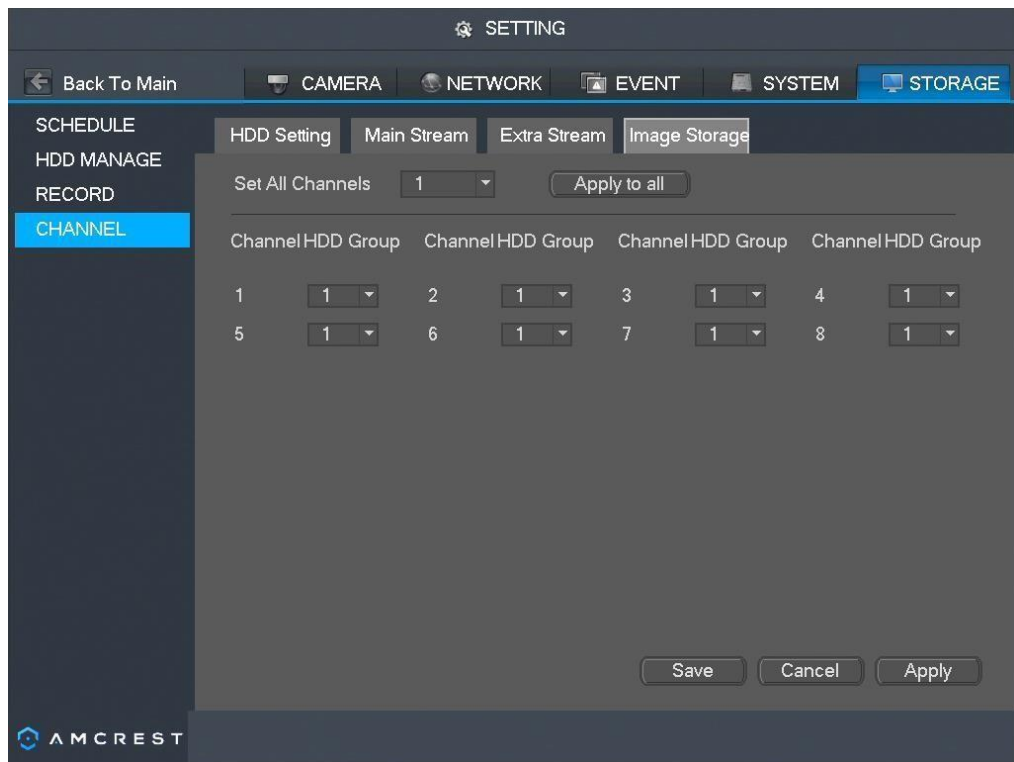 SETTING
Back To Main CAMERA NETWORK EVENT SYSTEM STORAGE
SCHEDULE
HDD MANAGE
RECORD
CHANNEL
HDD Setting Main Stream Extra Stream Image Storage
Set All Channels 1 Apply to all
Channel HDD Group Channel HDD Group Channel HDD Group Channel HDD Group
1 1 2 1 3 1 4 1
5 1 6 1 7 1 8 1
Save Cancel Apply
AMCREST